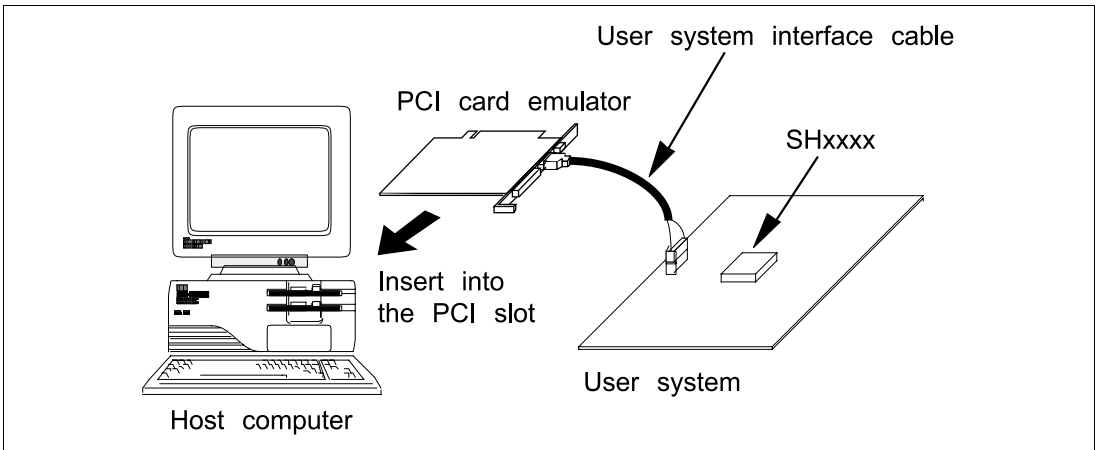 User system interface cable
PCI card emulator
SHxxxx
Insert into
the PCI slot
User system
Host computer